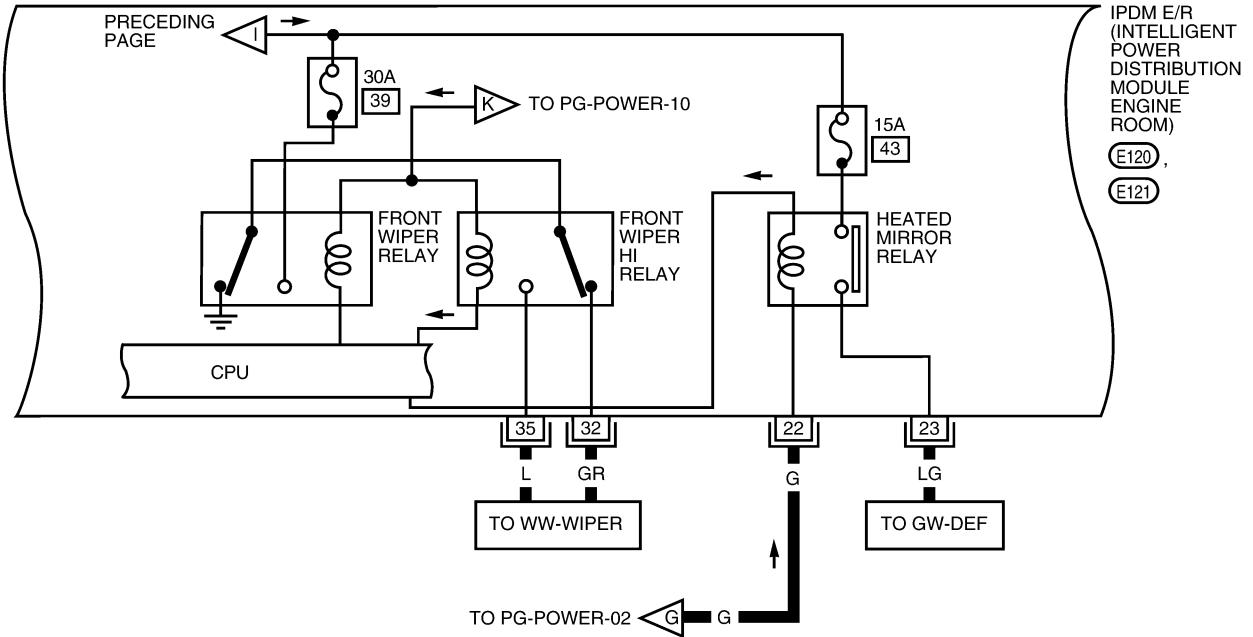 PRECEDING
PAGE
I
30A
39
K
TO PG-POWER-10
15A
43
IPDM E/R
(INTELLIGENT
POWER
DISTRIBUTION
MODULE
ENGINE
ROOM)
E120 ,
E121
FRONT
WIPER
RELAY
FRONT
WIPER
HI
RELAY
HEATED
MIRROR
RELAY
CPU
35
32
22
23
L
GR
G
LG
TO WW-WIPER
TO GW-DEF
TO PG-POWER-02
G
G